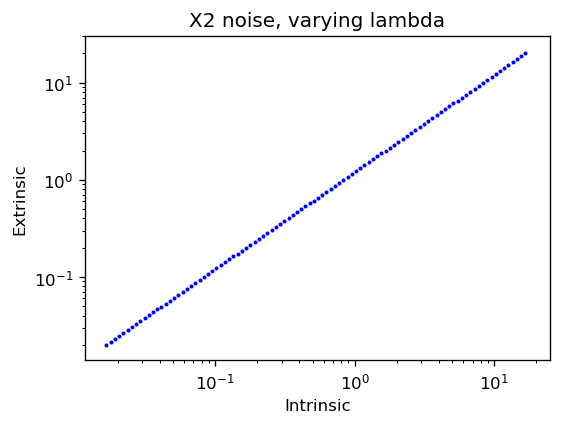 X2 noise, varying lambda
Extrinsic
10¹
10⁰
10⁻¹
10⁻¹
10⁰
10¹
Intrinsic